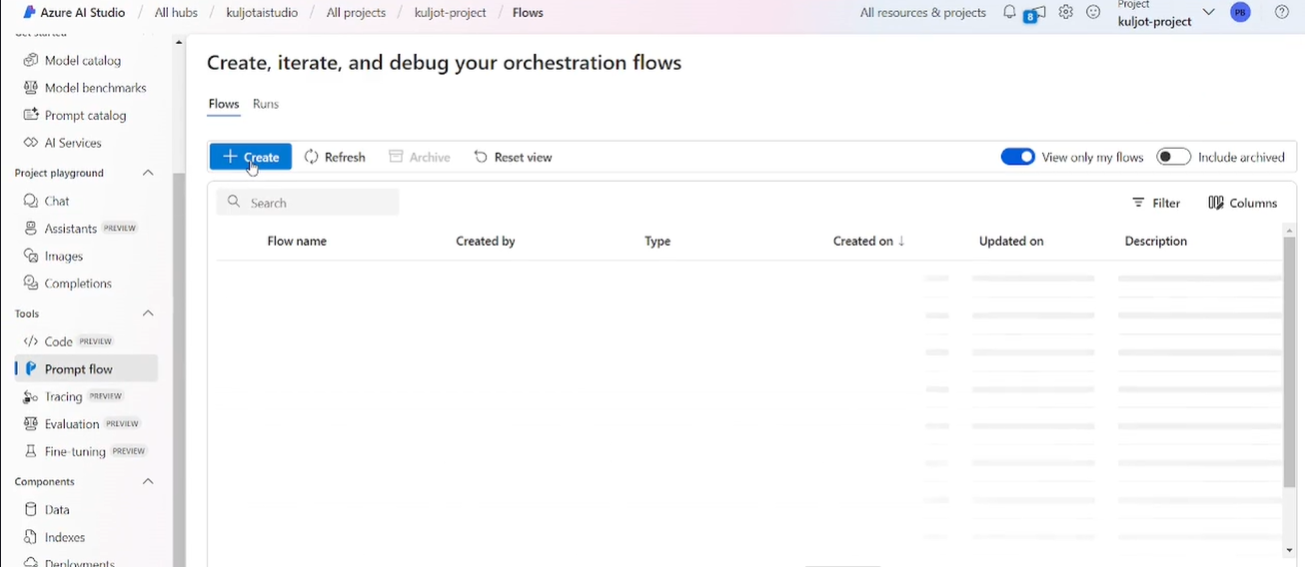 Azure AI Studio / All hubs / kuljotaistudio / All projects / kuljot-project / Flows
All resources & projects
8
Project
kuljot-project
PB
Get started
Model catalog
Model benchmarks
Prompt catalog
AI Services
Project playground
Chat
Assistants PREVIEW
Images
Completions
Tools
Code PREVIEW
Prompt flow
Tracing PREVIEW
Evaluation PREVIEW
Fine-tuning PREVIEW
Components
Data
Indexes
Deployments
Create, iterate, and debug your orchestration flows
Flows Runs
Create Refresh Archive Reset view View only my flows Include archived
Search Filter Columns
Flow name Created by Type Created on ↓ Updated on Description